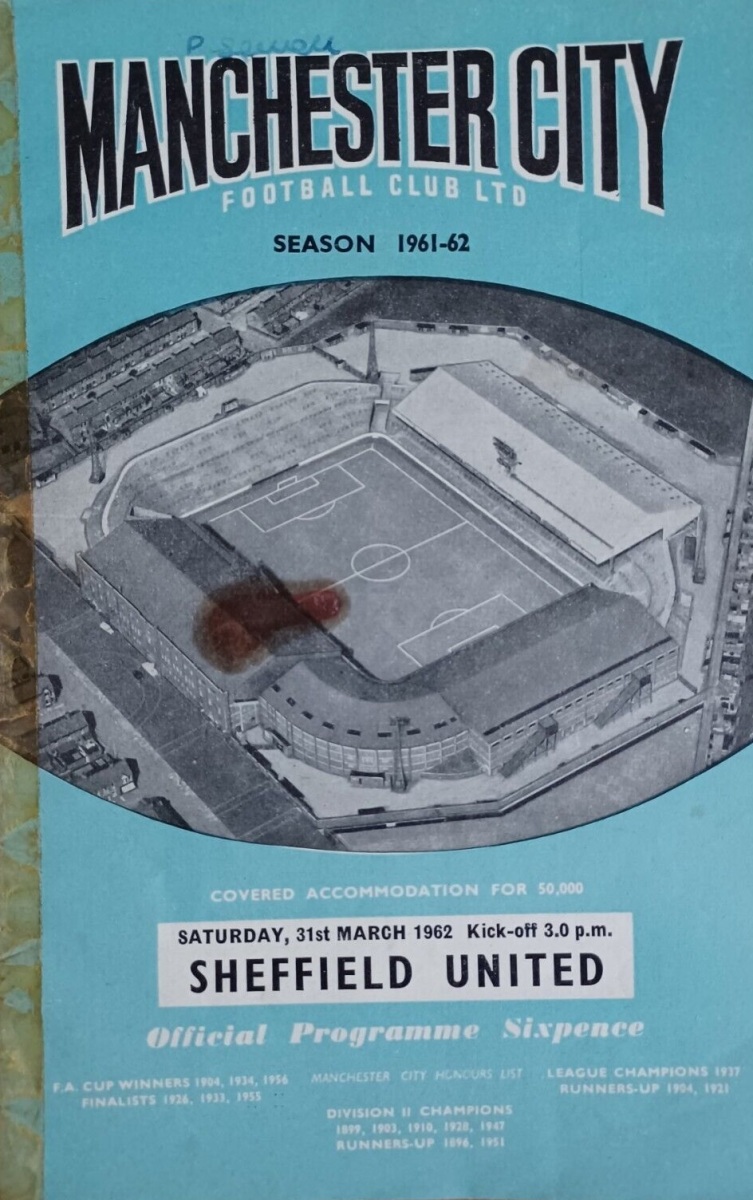 MANCHESTER CITY
FOOTBALL CLUB LTD
SEASON 1961-62
COVERED ACCOMMODATION FOR 50,000
SATURDAY, 31st MARCH 1962 Kick-off 3.0 p.m.
SHEFFIELD UNITED
Official Programme Sixpence
MANCHESTER CITY HONOURS LIST
F.A. CUP WINNERS 1904, 1934, 1956
FINALISTS 1926, 1933, 1955
LEAGUE CHAMPIONS 1937
RUNNERS-UP 1904, 1921
DIVISION II CHAMPIONS
1899, 1903, 1910, 1928, 1947
RUNNERS-UP 1896, 1951